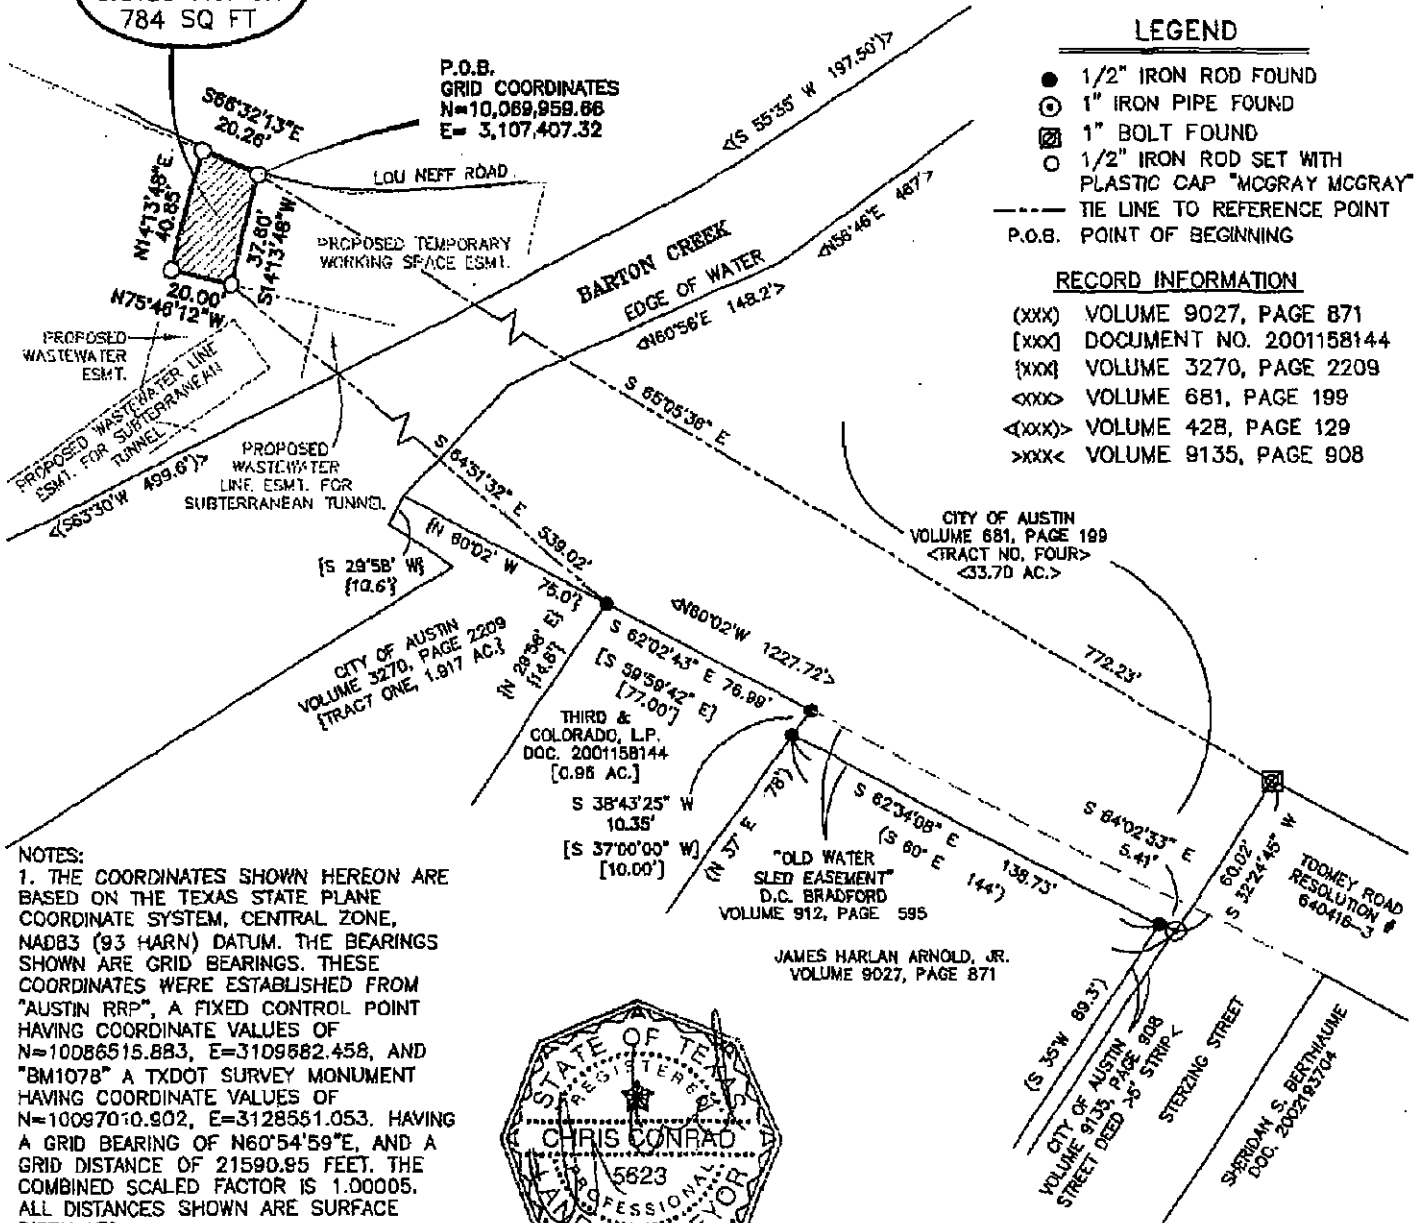 784 SQ FT
S66°32'13"E
20.26'
P.O.B.
GRID COORDINATES
N=10,069,959.66
E= 3,107,407.32
LOU NEFF ROAD
N14°13'48"E
40.85'
37.80'
S14°13'48"W
20.00'
N75°46'12"W
PROPOSED TEMPORARY
WORKING SPACE ESMT.
PROPOSED
WASTEWATER
ESMT.
PROPOSED WASTEWATER LINE
ESMT. FOR SUBTERRANEAN
TUNNEL
<(S63°30'W 499.6')>
PROPOSED
WASTEWATER
LINE ESMT. FOR
SUBTERRANEAN TUNNEL
<(S 55°35' W 197.50')>
BARTON CREEK
EDGE OF WATER
<N60°56'E 148.2'>
<N56°46'E 487'>
S 65°05'36" E
772.23'
S 64°51'32" E 539.02'
{N 60°02' W 75.0'}
{S 29°58' W}
{10.6'}
CITY OF AUSTIN
VOLUME 3270, PAGE 2209
{TRACT ONE, 1.917 AC.}
{N 29°58' E}
{14.8'}
<N60°02'W 1227.72'>
S 62°02'43" E 76.99'
[S 59°59'42" E]
[77.00']
THIRD &
COLORADO, L.P.
DOC. 2001158144
[0.96 AC.]
S 38°43'25" W
10.35'
[S 37°00'00" W]
[10.00']
(N 37° E 78')
"OLD WATER
SLED EASEMENT"
D.C. BRADFORD
VOLUME 912, PAGE 595
S 62°34'08" E 138.73'
(S 60° E 144')
JAMES HARLAN ARNOLD, JR.
VOLUME 9027, PAGE 871
S 64°02'33" E
5.41'
60.02'
S 32°24'45" W
TOOMEY ROAD
RESOLUTION #
640416-3
CITY OF AUSTIN
VOLUME 681, PAGE 199
<TRACT NO. FOUR>
<33.70 AC.>
(S 35°W 89.3')
CITY OF AUSTIN
VOLUME 9135, PAGE 908
STREET DEED >5' STRIP<
STERZING STREET
SHERIDAN S. BERTHIAUME
DOC. 2002193704
LEGEND
1/2" IRON ROD FOUND
1" IRON PIPE FOUND
1" BOLT FOUND
1/2" IRON ROD SET WITH
PLASTIC CAP "MCGRAY MCGRAY"
TIE LINE TO REFERENCE POINT
P.O.B. POINT OF BEGINNING
RECORD INFORMATION
(XXX) VOLUME 9027, PAGE 871
[XXX] DOCUMENT NO. 2001158144
{XXX} VOLUME 3270, PAGE 2209
<XXX> VOLUME 681, PAGE 199
<(XXX)> VOLUME 428, PAGE 129
>XXX< VOLUME 9135, PAGE 908
NOTES:
1. THE COORDINATES SHOWN HEREON ARE
BASED ON THE TEXAS STATE PLANE
COORDINATE SYSTEM, CENTRAL ZONE,
NAD83 (93 HARN) DATUM. THE BEARINGS
SHOWN ARE GRID BEARINGS. THESE
COORDINATES WERE ESTABLISHED FROM
"AUSTIN RRP", A FIXED CONTROL POINT
HAVING COORDINATE VALUES OF
N=10086515.883, E=3109682.458, AND
"BM1078" A TXDOT SURVEY MONUMENT
HAVING COORDINATE VALUES OF
N=10097010.902, E=3128551.053. HAVING
A GRID BEARING OF N60°54'59"E, AND A
GRID DISTANCE OF 21590.95 FEET. THE
COMBINED SCALED FACTOR IS 1.00005.
ALL DISTANCES SHOWN ARE SURFACE
STATE OF TEXAS
REGISTERED
CHRIS CONRAD
5623
PROFESSIONAL